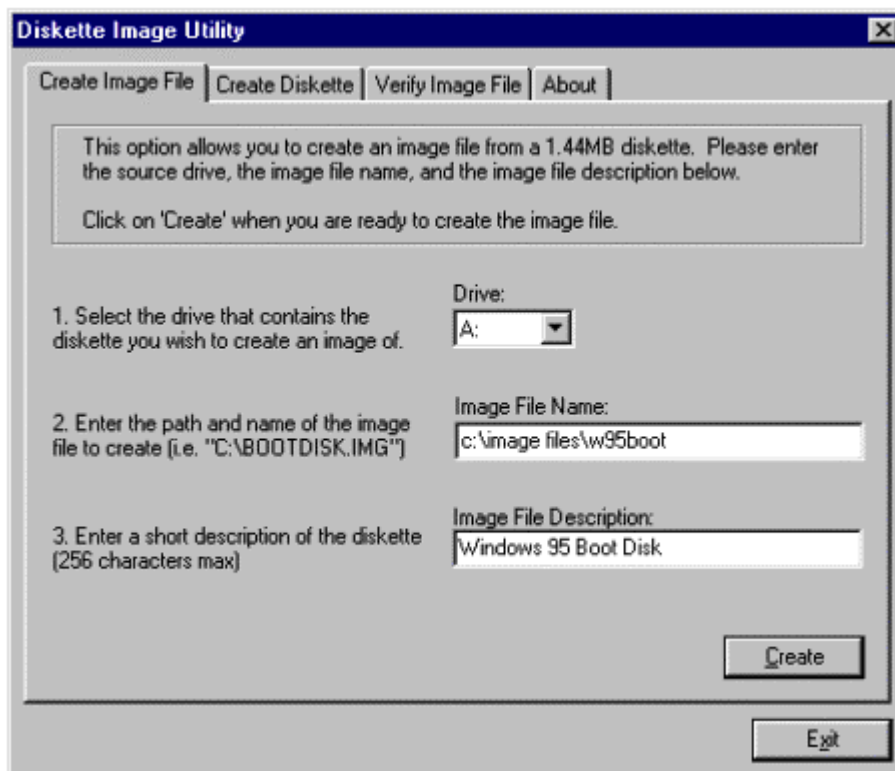 Diskette Image Utility
Create Image File
Create Diskette
Verify Image File
About
This option allows you to create an image file from a 1.44MB diskette. Please enter
the source drive, the image file name, and the image file description below.
Click on 'Create' when you are ready to create the image file.
1. Select the drive that contains the
diskette you wish to create an image of.
Drive:
A:
2. Enter the path and name of the image
file to create (i.e. "C:\BOOTDISK.IMG")
Image File Name:
c:\image files\w95boot
3. Enter a short description of the diskette
(256 characters max)
Image File Description:
Windows 95 Boot Disk
Create
Exit